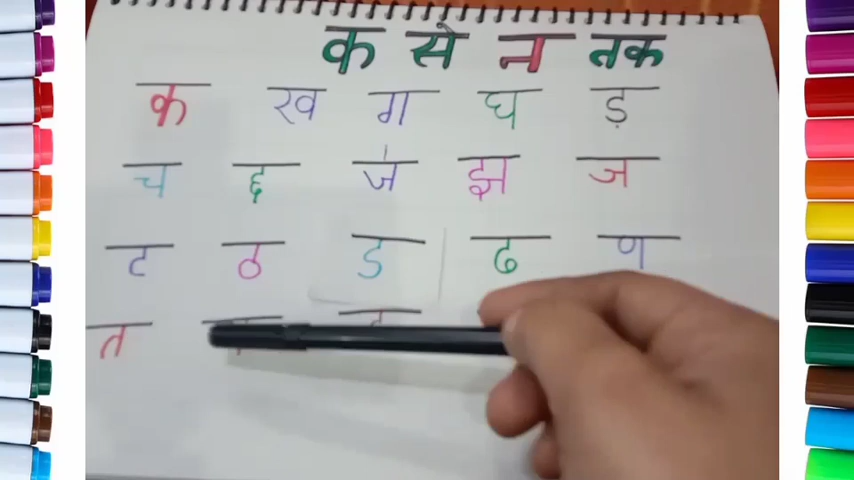 क से न तक
क ख ग घ ड़
च छ ज झ ज
ट ठ ड ढ ण
त